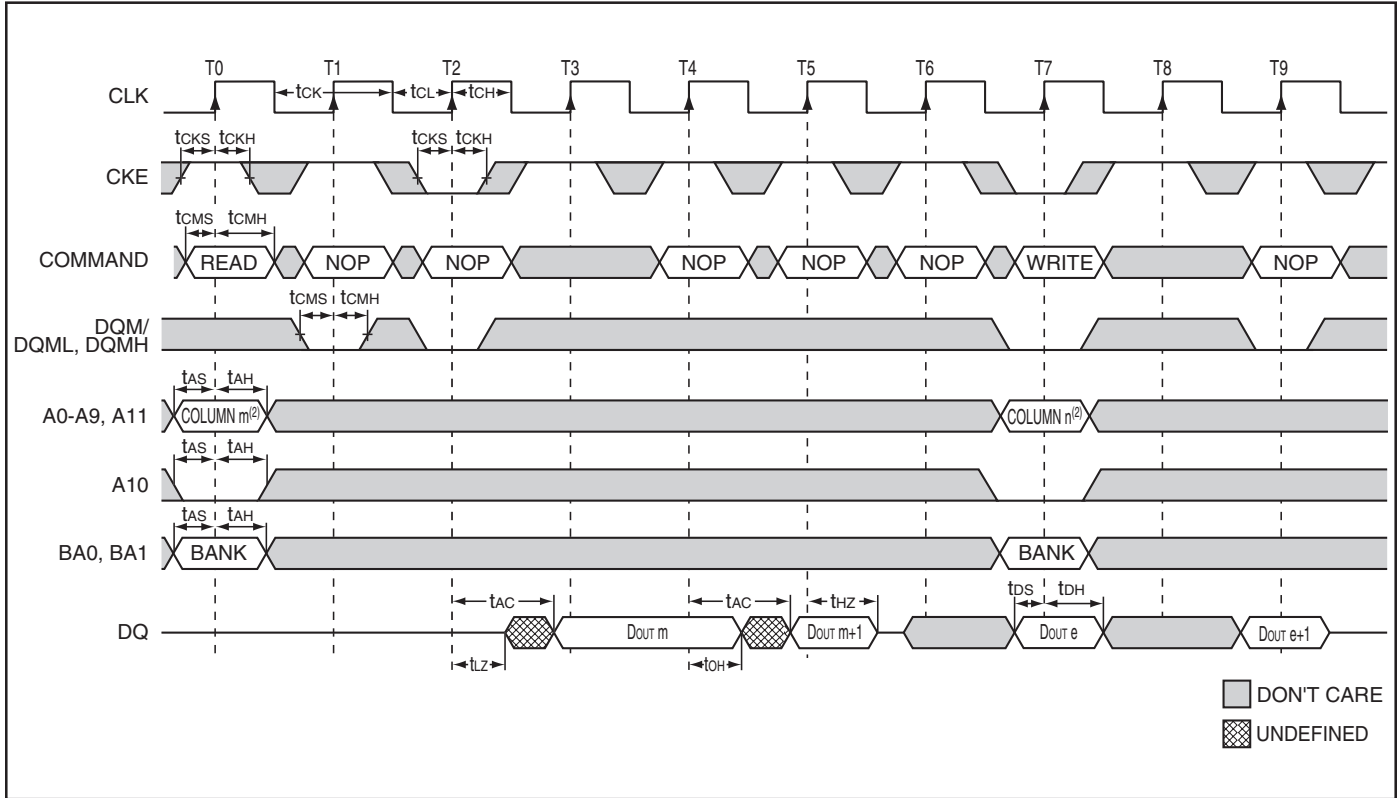 T0 T1 T2 T3 T4 T5 T6 T7 T8 T9
CLK tCK tCL tCH
tCKS tCKH tCKS tCKH
CKE
tCMS tCMH
COMMAND READ NOP NOP NOP NOP NOP WRITE NOP
tCMS tCMH
DQM/
DQML, DQMH
tAS tAH
A0-A9, A11 COLUMN m(2) COLUMN n(2)
tAS tAH
A10
tAS tAH
BA0, BA1 BANK BANK
tAC tAC tHZ tDS tDH
DQ DOUT m DOUT m+1 DOUT e DOUT e+1
tLZ tOH
DON'T CARE
UNDEFINED